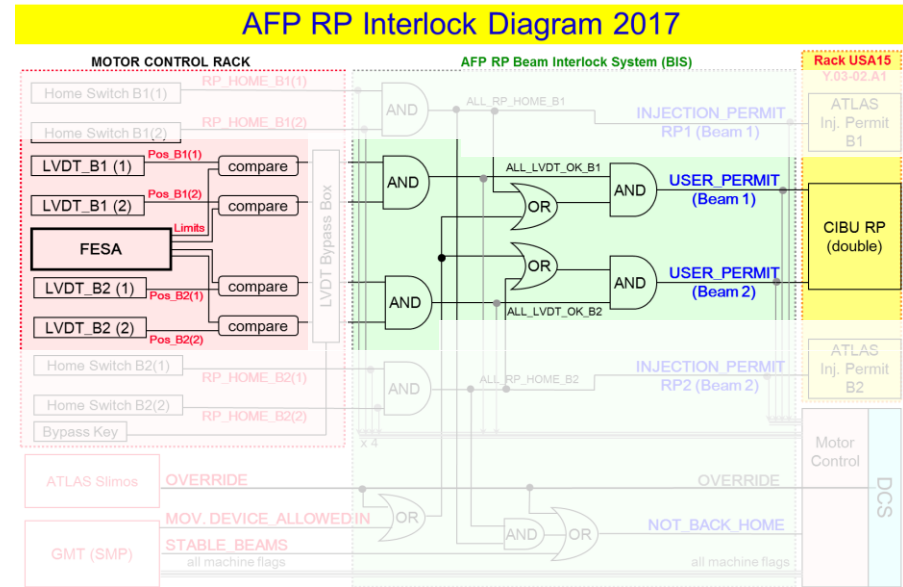 AFP RP Interlock Diagram 2017
MOTOR CONTROL RACK
AFP RP Beam Interlock System (BIS)
Rack USA15
Y.03-02.A1
Home Switch B1(1)
RP_HOME_B1(1)
AND
ALL_RP_HOME_B1
INJECTION_PERMIT
RP1 (Beam 1)
ATLAS
Inj. Permit
B1
Home Switch B1(2)
RP_HOME_B1(2)
LVDT_B1 (1)
Pos_B1(1)
compare
AND
ALL_LVDT_OK_B1
AND
USER_PERMIT
(Beam 1)
LVDT_B1 (2)
Pos_B1(2)
compare
OR
Limits
FESA
LVDT Bypass Box
CIBU RP
(double)
OR
LVDT_B2 (1)
Pos_B2(1)
compare
AND
AND
USER_PERMIT
(Beam 2)
ALL_LVDT_OK_B2
LVDT_B2 (2)
Pos_B2(2)
compare
Home Switch B2(1)
RP_HOME_B2(1)
AND
ALL_RP_HOME_B2
INJECTION_PERMIT
RP2 (Beam 2)
ATLAS
Inj. Permit
B2
Home Switch B2(2)
RP_HOME_B2(2)
Bypass Key
x 4
Motor
Control
DCS
ATLAS Slimos
OVERRIDE
OVERRIDE
MOV. DEVICE_ALLOWED IN
OR
GMT (SMP)
STABLE_BEAMS
all machine flags
AND
OR
NOT_BACK_HOME
all machine flags